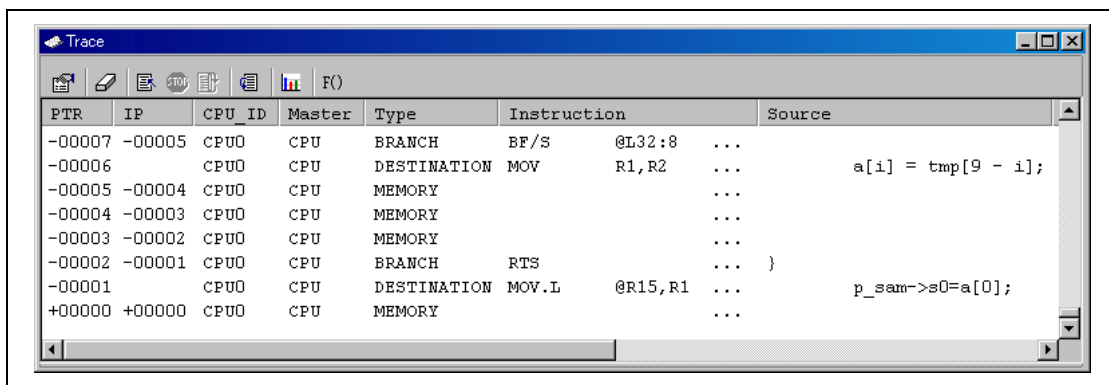 Trace
STOP F()
PTR IP CPU_ID Master Type Instruction Source
-00007 -00005 CPU0 CPU BRANCH BF/S @L32:8 ...
-00006 CPU0 CPU DESTINATION MOV R1,R2 ... a[i] = tmp[9 - i];
-00005 -00004 CPU0 CPU MEMORY ...
-00004 -00003 CPU0 CPU MEMORY ...
-00003 -00002 CPU0 CPU MEMORY ...
-00002 -00001 CPU0 CPU BRANCH RTS ... }
-00001 CPU0 CPU DESTINATION MOV.L @R15,R1 ... p_sam->s0=a[0];
+00000 +00000 CPU0 CPU MEMORY ...